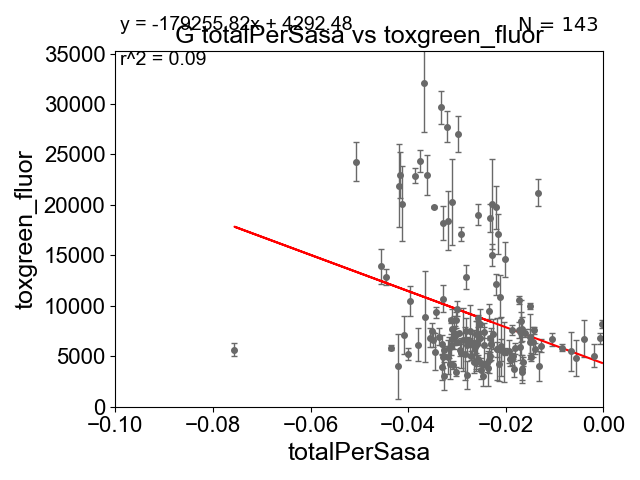 y = -179255.82x + 4292.48
N = 143
G totalPerSasa vs toxgreen_fluor
r^2 = 0.09
35000
30000
25000
20000
15000
10000
5000
0
toxgreen_fluor
−0.10 −0.08 −0.06 −0.04 −0.02 0.00
totalPerSasa